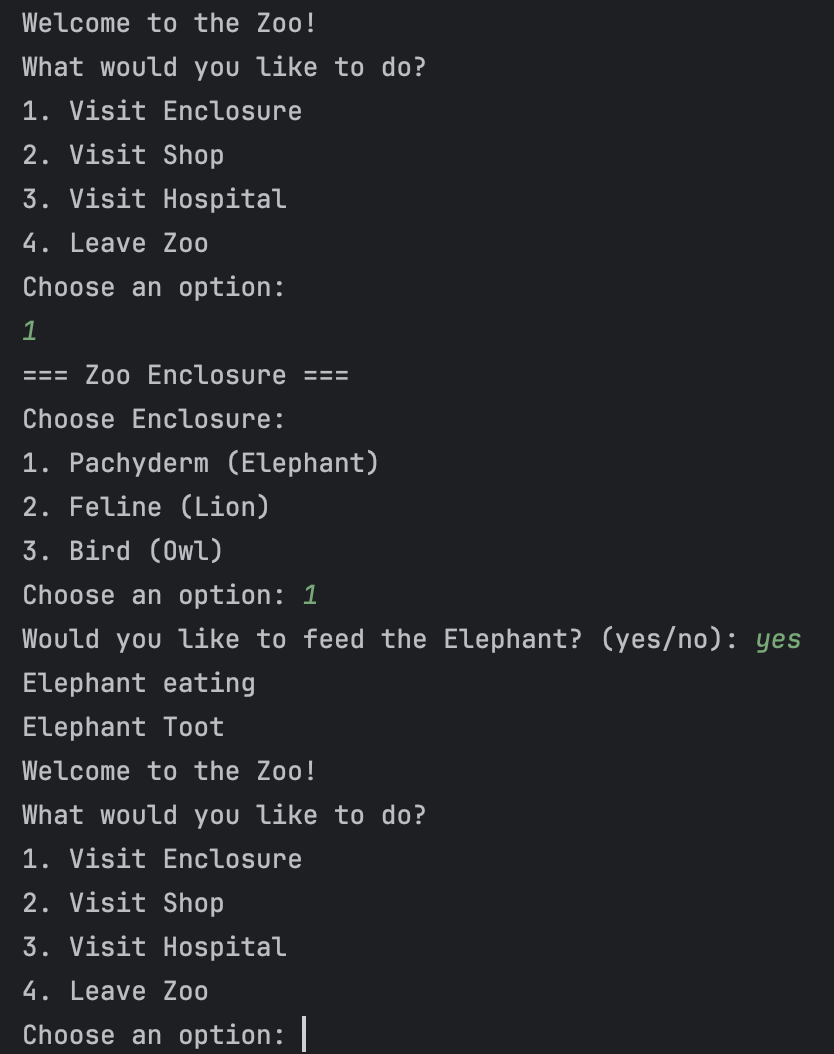 Welcome to the Zoo!
What would you like to do?
1. Visit Enclosure
2. Visit Shop
3. Visit Hospital
4. Leave Zoo
Choose an option:
1
=== Zoo Enclosure ===
Choose Enclosure:
1. Pachyderm (Elephant)
2. Feline (Lion)
3. Bird (Owl)
Choose an option: 1
Would you like to feed the Elephant? (yes/no): yes
Elephant eating
Elephant Toot
Welcome to the Zoo!
What would you like to do?
1. Visit Enclosure
2. Visit Shop
3. Visit Hospital
4. Leave Zoo
Choose an option: